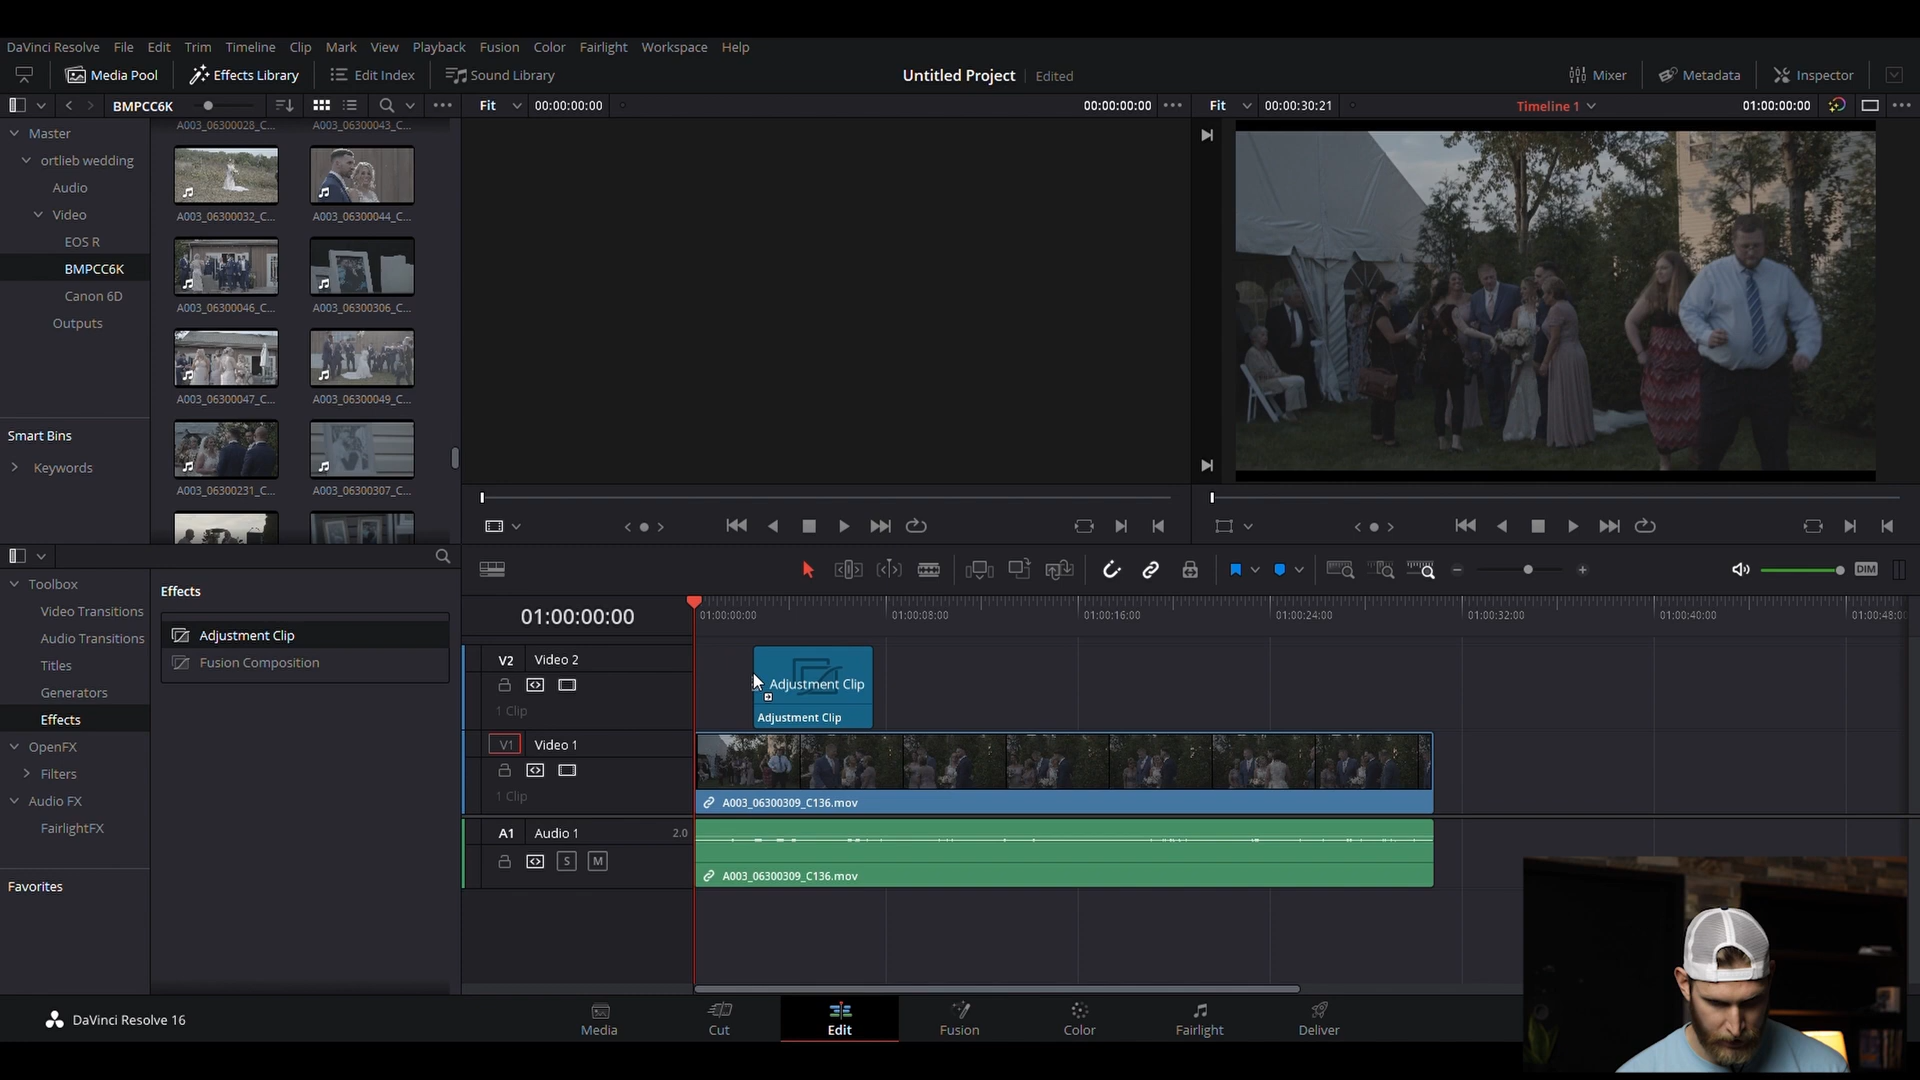 DaVinci Resolve File Edit Trim Timeline Clip Mark View Playback Fusion Color Fairlight Workspace Help
Media Pool Effects Library Edit Index Sound Library Untitled Project Edited Mixer Metadata Inspector
BMPCC6K Fit 00:00:00:00 00:00:00:00 Fit 00:00:30:21 Timeline 1 01:00:00:00
Master
ortlieb wedding
Audio
Video
EOS R
BMPCC6K
Canon 6D
Outputs
Smart Bins
Keywords
A003_06300028_C... A003_06300043_C...
A003_06300032_C... A003_06300044_C...
A003_06300046_C... A003_06300306_C...
A003_06300047_C... A003_06300049_C...
A003_06300231_C... A003_06300307_C...
Toolbox
Video Transitions
Audio Transitions
Titles
Generators
Effects
OpenFX
Filters
Audio FX
FairlightFX
Favorites
Effects
Adjustment Clip
Fusion Composition
DIM
01:00:00:00 01:00:00:00 01:00:08:00 01:00:16:00 01:00:24:00 01:00:32:00 01:00:40:00 01:00:48:0
V2 Video 2
1 Clip
Adjustment Clip
Adjustment Clip
V1 Video 1
1 Clip
A003_06300309_C136.mov
A1 Audio 1 2.0
S M
A003_06300309_C136.mov
DaVinci Resolve 16
Media Cut Edit Fusion Color Fairlight Deliver